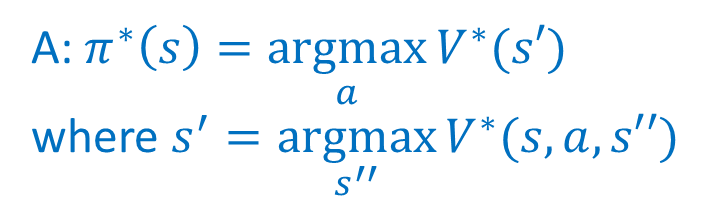 A: π*(s) = argmax V*(s′)
a
where s′ = argmax V*(s, a, s′′)
s′′